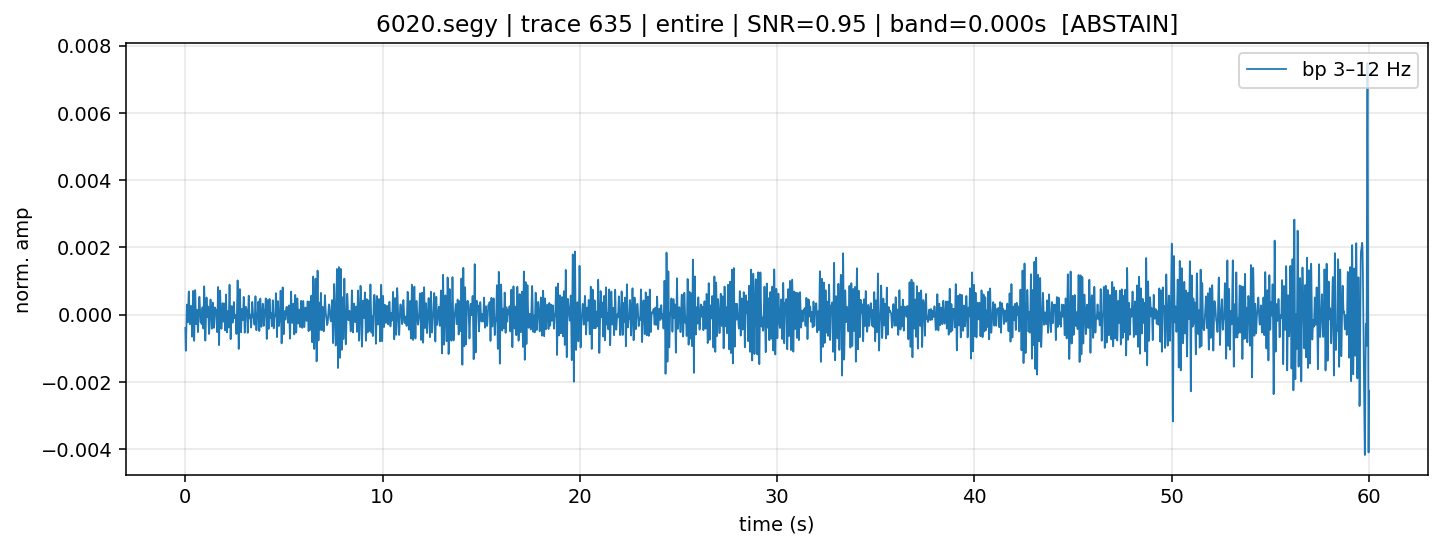 6020.segy | trace 635 | entire | SNR=0.95 | band=0.000s  [ABSTAIN]
bp 3–12 Hz
norm. amp
0.008
0.006
0.004
0.002
0.000
−0.002
−0.004
0 10 20 30 40 50 60
time (s)